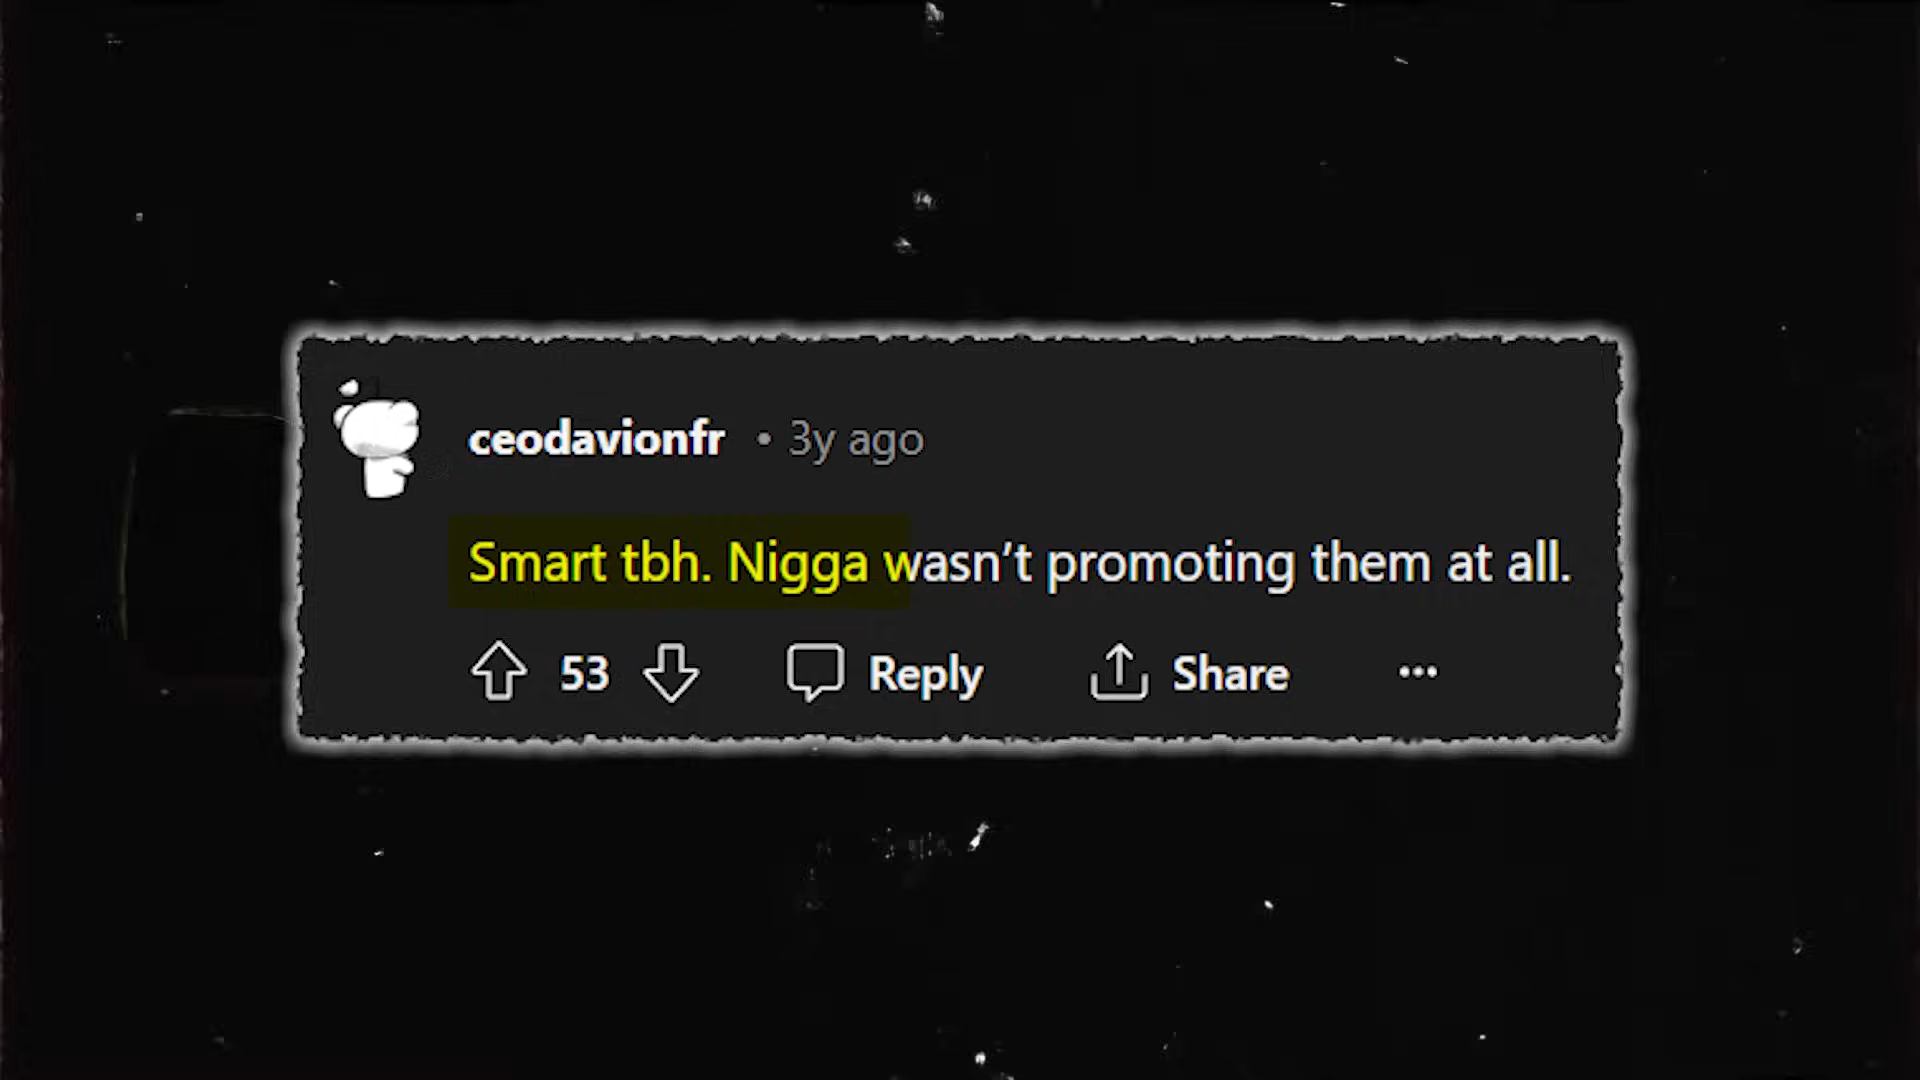 ceodavionfr • 3y ago
Smart tbh. Nigga wasn't promoting them at all.
53 Reply Share ...